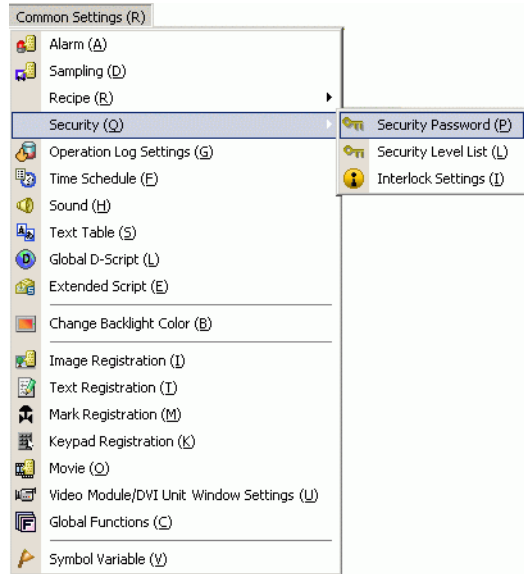 Common Settings (R)
Alarm (A)
Sampling (D)
Recipe (R)
Security (Q)
Security Password (P)
Security Level List (L)
Interlock Settings (I)
Operation Log Settings (G)
Time Schedule (F)
Sound (H)
Text Table (S)
Global D-Script (L)
Extended Script (E)
Change Backlight Color (B)
Image Registration (I)
Text Registration (T)
Mark Registration (M)
Keypad Registration (K)
Movie (O)
Video Module/DVI Unit Window Settings (U)
Global Functions (C)
Symbol Variable (V)